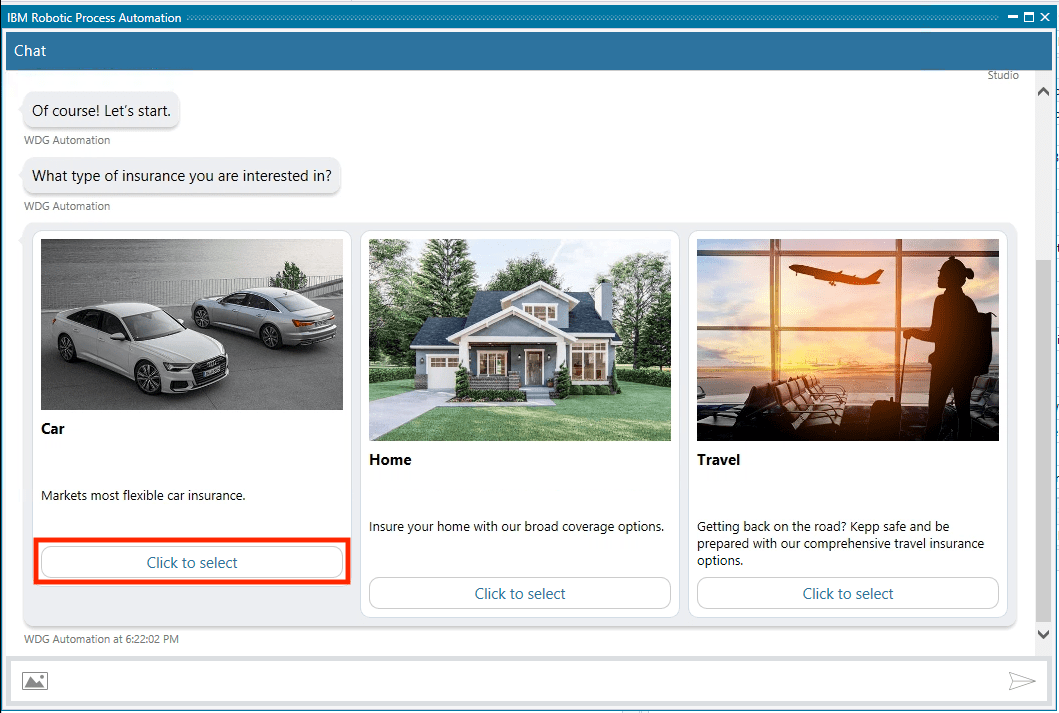 IBM Robotic Process Automation
Chat
Studio
Of course! Let's start.
WDG Automation
What type of insurance you are interested in?
WDG Automation
Car
Markets most flexible car insurance.
Click to select
Home
Insure your home with our broad coverage options.
Click to select
Travel
Getting back on the road? Kepp safe and be
prepared with our comprehensive travel insurance
options.
Click to select
WDG Automation at 6:22:02 PM